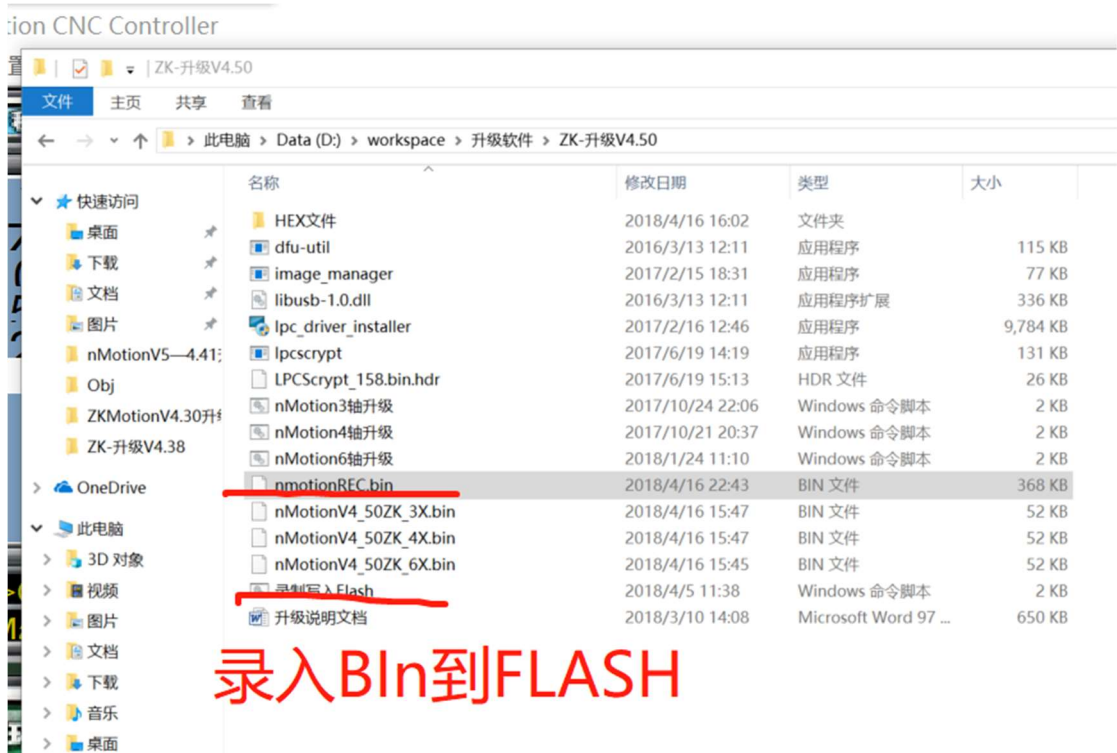 tion CNC Controller
置
ZK-升级V4.50
文件 主页 共享 查看
此电脑 > Data (D:) > workspace > 升级软件 > ZK-升级V4.50
名称 修改日期 类型 大小
快速访问
桌面
下载
文档
图片
nMotionV5—4.41
Obj
ZKMotionV4.30升
ZK-升级V4.38
OneDrive
此电脑
3D 对象
视频
图片
文档
下载
音乐
桌面
HEX文件 2018/4/16 16:02 文件夹
dfu-util 2016/3/13 12:11 应用程序 115 KB
image_manager 2017/2/15 18:31 应用程序 77 KB
libusb-1.0.dll 2016/3/13 12:11 应用程序扩展 336 KB
lpc_driver_installer 2017/2/16 12:46 应用程序 9,784 KB
lpcscrypt 2017/6/19 14:19 应用程序 131 KB
LPCScrypt_158.bin.hdr 2017/6/19 15:13 HDR 文件 26 KB
nMotion3轴升级 2017/10/24 22:06 Windows 命令脚本 2 KB
nMotion4轴升级 2017/10/21 20:37 Windows 命令脚本 2 KB
nMotion6轴升级 2018/1/24 11:10 Windows 命令脚本 2 KB
nmotionREC.bin 2018/4/16 22:43 BIN 文件 368 KB
nMotionV4_50ZK_3X.bin 2018/4/16 15:47 BIN 文件 52 KB
nMotionV4_50ZK_4X.bin 2018/4/16 15:47 BIN 文件 52 KB
nMotionV4_50ZK_6X.bin 2018/4/16 15:45 BIN 文件 52 KB
录制写入Flash 2018/4/5 11:38 Windows 命令脚本 2 KB
升级说明文档 2018/3/10 14:08 Microsoft Word 97 ... 650 KB
录入BIn到FLASH